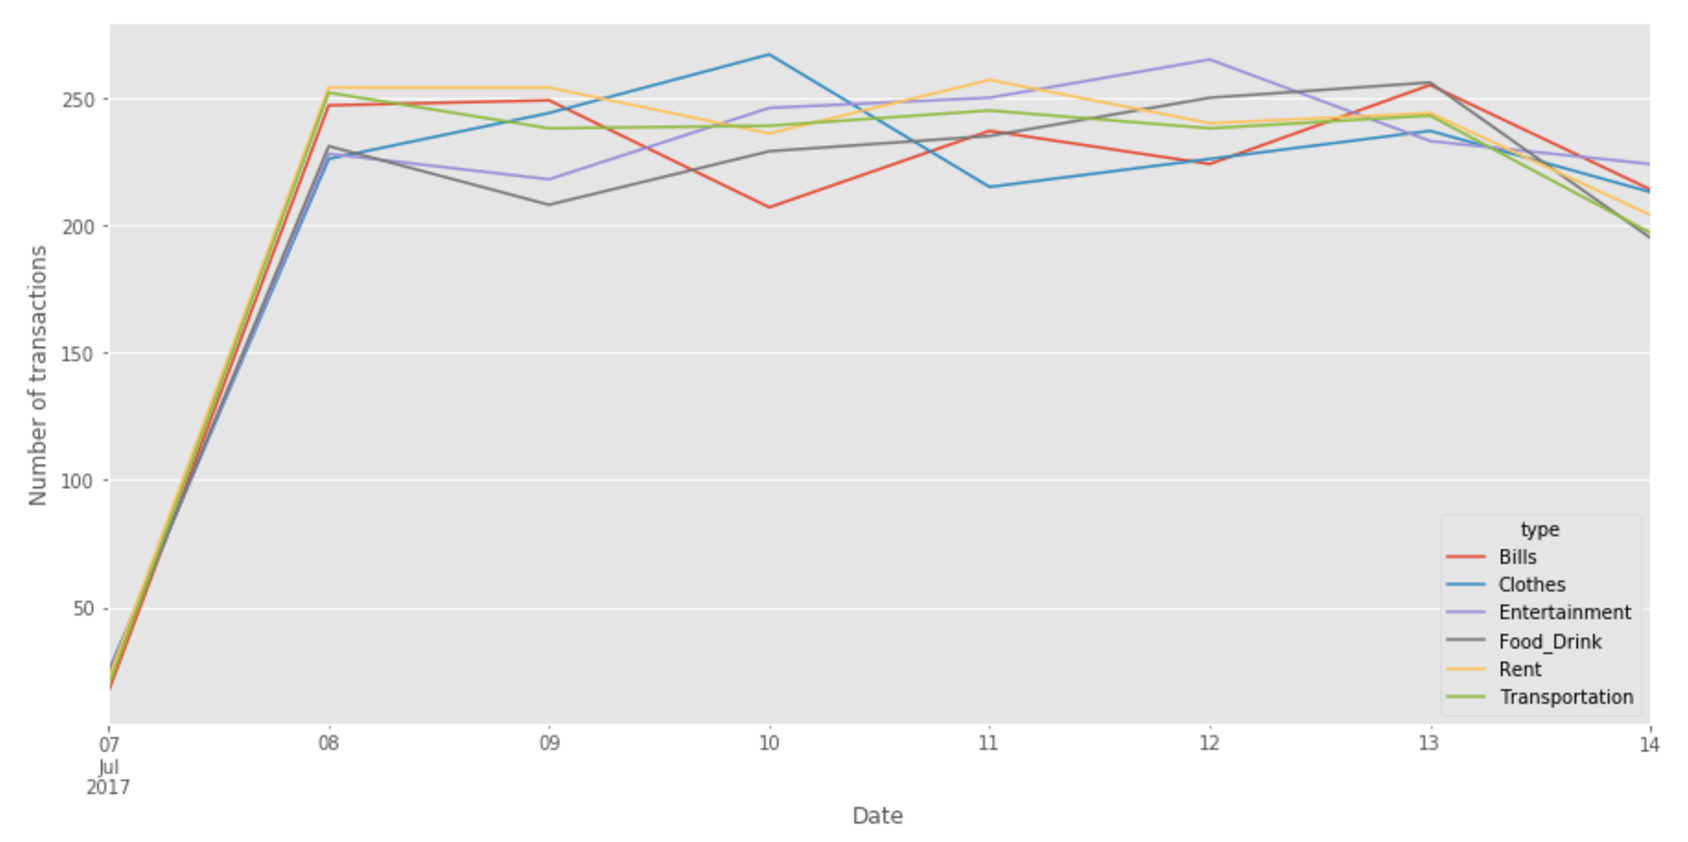 Number of transactions
250
200
150
100
50
07
Jul
2017
08
09
10
11
12
13
14
Date
type
Bills
Clothes
Entertainment
Food_Drink
Rent
Transportation